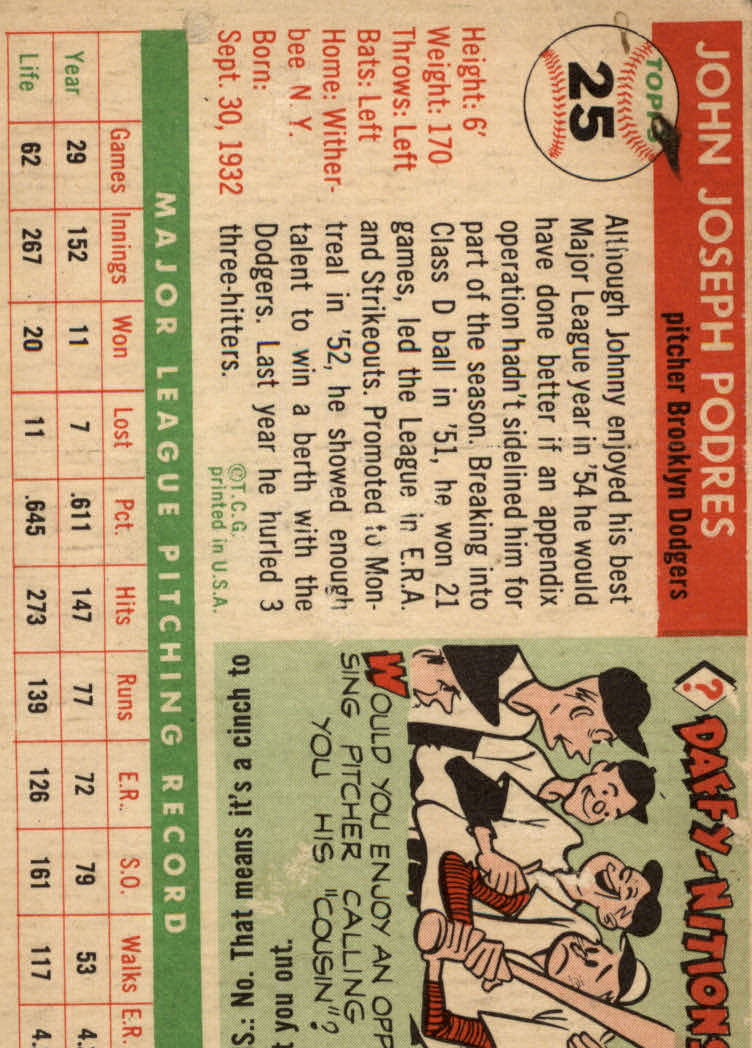 JOHN JOSEPH PODRES
pitcher Brooklyn Dodgers
TOPPS
25
Height: 6'
Weight: 170
Throws: Left
Bats: Left
Home: Wither-
bee N. Y.
Born:
Sept. 30, 1932
Although Johnny enjoyed his best
Major League year in '54 he would
have done better if an appendix
operation hadn't sidelined him for
part of the season. Breaking into
Class D ball in '51, he won 21
games, led the League in E.R.A.
and Strikeouts. Promoted to Mon-
treal in '52, he showed enough
talent to win a berth with the
Dodgers. Last year he hurled 3
three-hitters.
©T.C.G.
printed in U.S.A.
? DAFFY-NITIONS
WOULD YOU ENJOY AN OPP
SING PITCHER CALLING
YOU HIS "COUSIN"?
S.: No. That means it's a cinch to
t you out.
MAJOR LEAGUE PITCHING RECORD
Games Innings Won Lost Pct. Hits Runs E.R. S.O. Walks E.R.
Year 29 152 11 7 .611 147 77 72 79 53 4.
Life 62 267 20 11 .645 273 139 126 161 117 4.